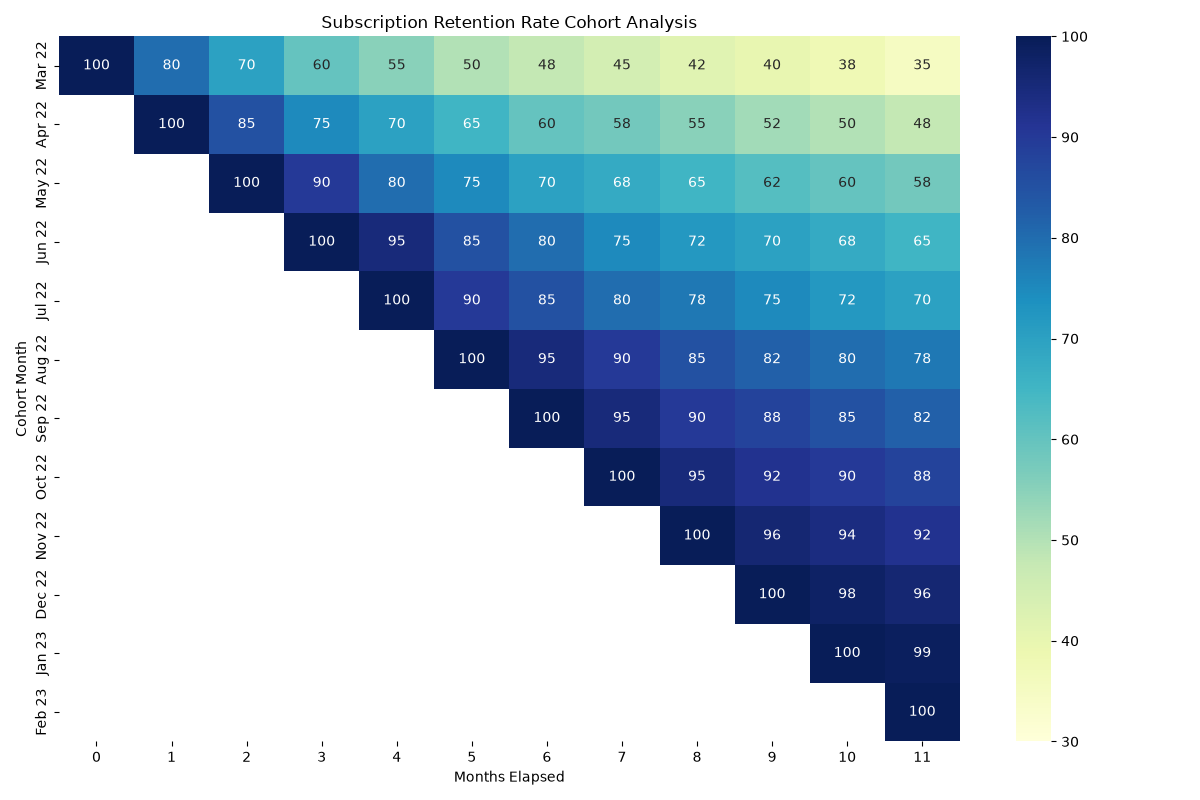 Subscription Retention Rate Cohort Analysis
Cohort Month
Mar 22 100 80 70 60 55 50 48 45 42 40 38 35
Apr 22 100 85 75 70 65 60 58 55 52 50 48
May 22 100 90 80 75 70 68 65 62 60 58
Jun 22 100 95 85 80 75 72 70 68 65
Jul 22 100 90 85 80 78 75 72 70
Aug 22 100 95 90 85 82 80 78
Sep 22 100 95 90 88 85 82
Oct 22 100 95 92 90 88
Nov 22 100 96 94 92
Dec 22 100 98 96
Jan 23 100 99
Feb 23 100
0 1 2 3 4 5 6 7 8 9 10 11
Months Elapsed
100
90
80
70
60
50
40
30